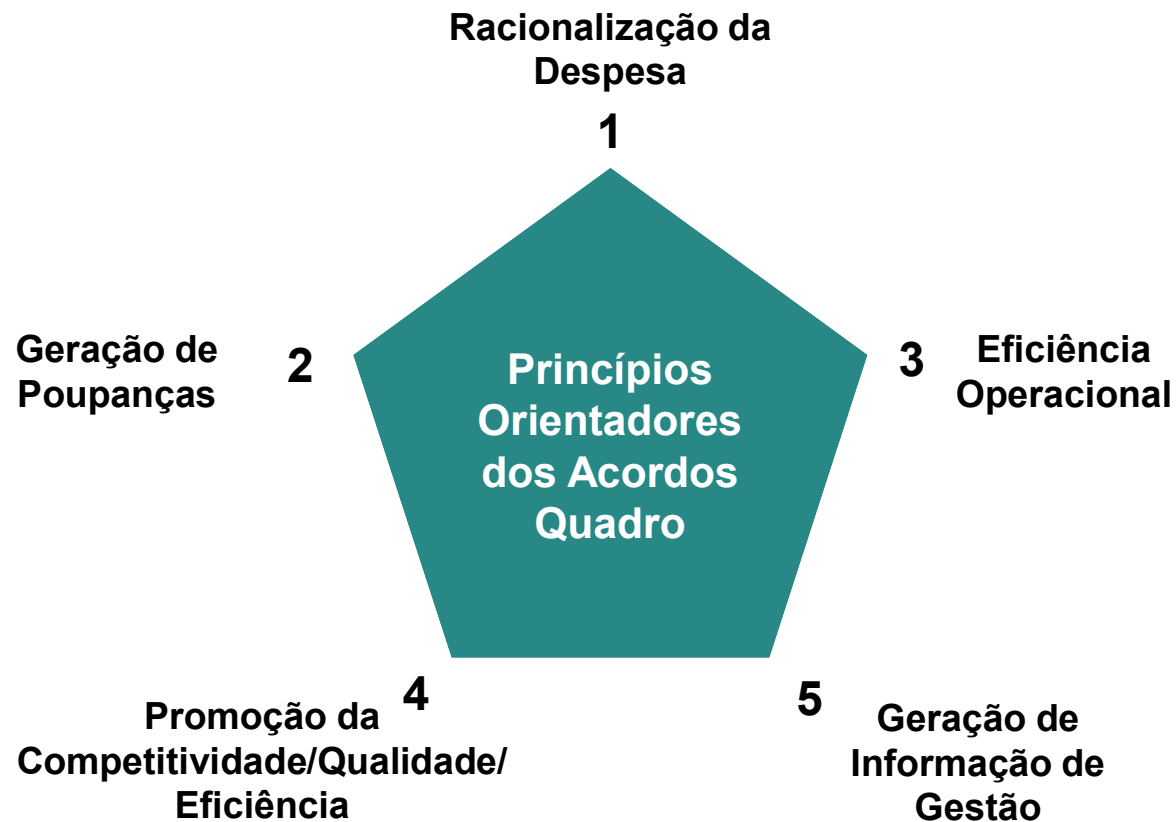 Racionalização da
Despesa
1
Geração de
Poupanças
2
Princípios
Orientadores
dos Acordos
Quadro
3
Eficiência
Operacional
4
Promoção da
Competitividade/Qualidade/
Eficiência
5
Geração de
Informação de
Gestão